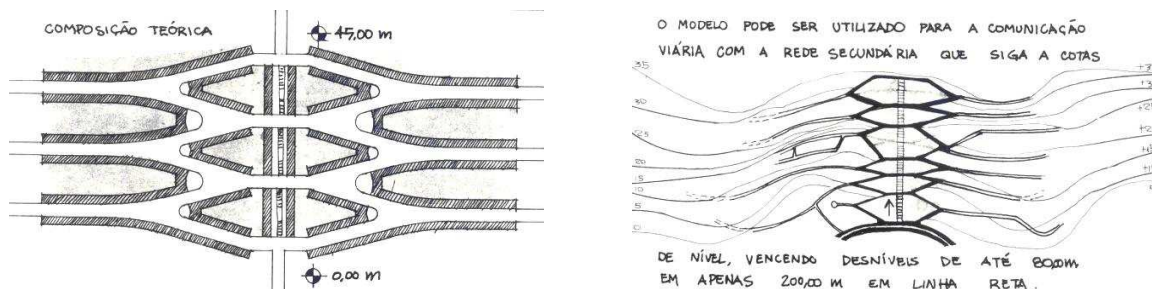 COMPOSIÇÃO TEÓRICA
45,00 m
0,00 m
O MODELO PODE SER UTILIZADO PARA A COMUNICAÇÃO
VIÁRIA COM A REDE SECUNDÁRIA QUE SIGA A COTAS
35
30
25
20
15
10
5
0
DE NÍVEL, VENCENDO DESNÍVEIS DE ATÉ 80,00m
EM APENAS 200,00 m EM LINHA RETA.